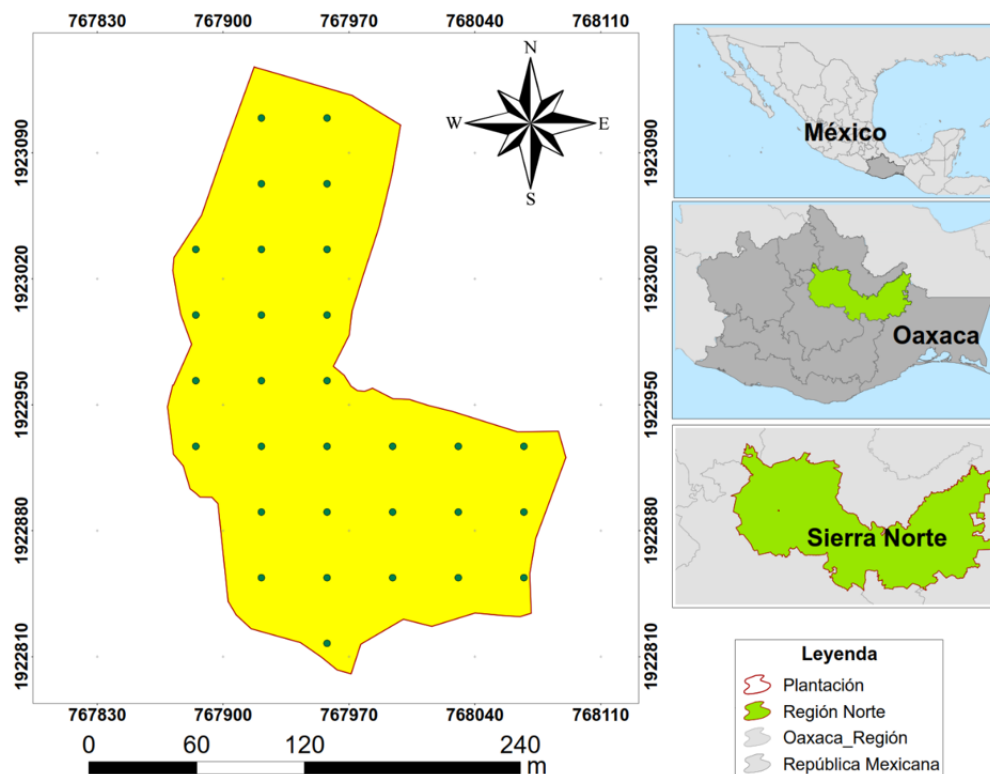 767830 767900 767970 768040 768110
1923090
1923020
1922950
1922880
1922810
N
W E
S
1923090
1923020
1922950
1922880
1922810
767830 767900 767970 768040 768110
0 60 120 240
m
México
Oaxaca
Sierra Norte
Leyenda
Plantación
Región Norte
Oaxaca_Región
República Mexicana